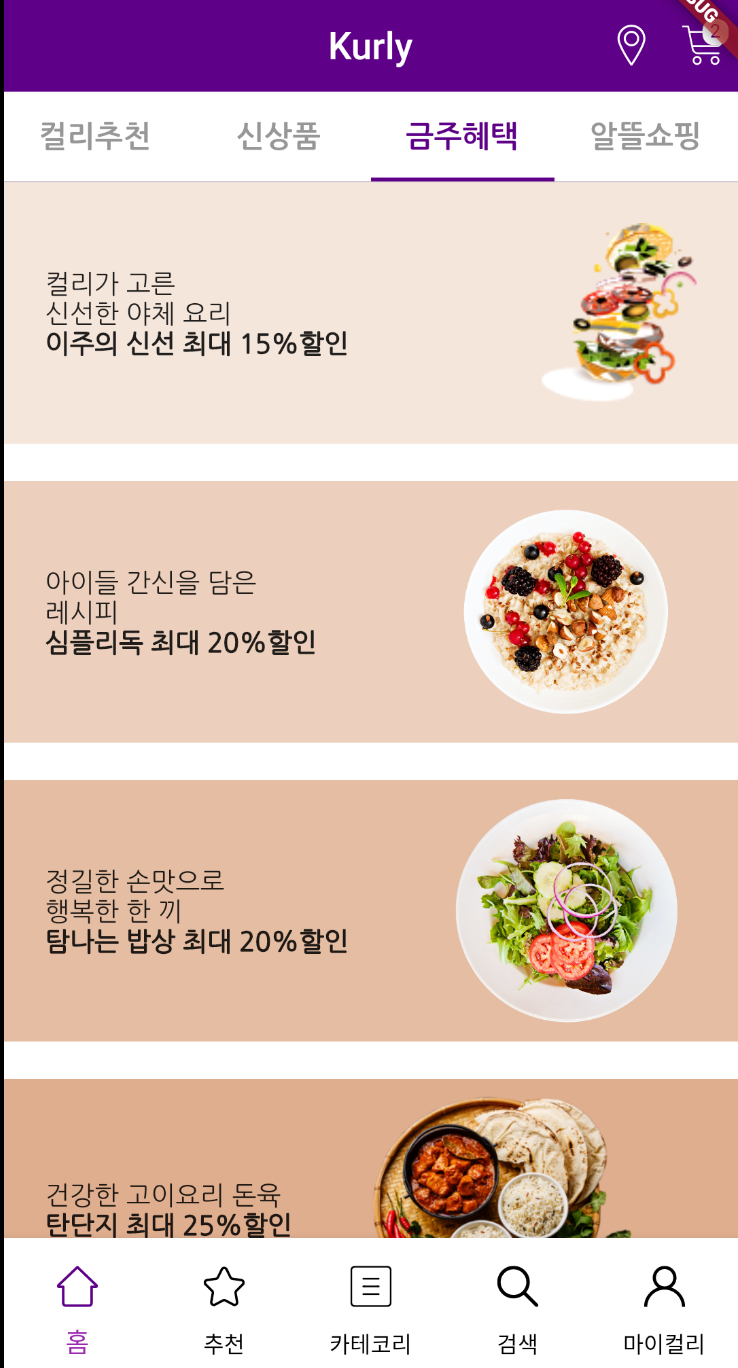 Kurly
2
컬리추천
신상품
금주혜택
알뜰쇼핑
컬리가 고른
신선한 야체 요리
이주의 신선 최대 15%할인
아이들 간신을 담은
레시피
심플리독 최대 20%할인
정길한 손맛으로
행복한 한 끼
탐나는 밥상 최대 20%할인
건강한 고이요리 돈육
탄단지 최대 25%할인
홈
추천
카테코리
검색
마이컬리